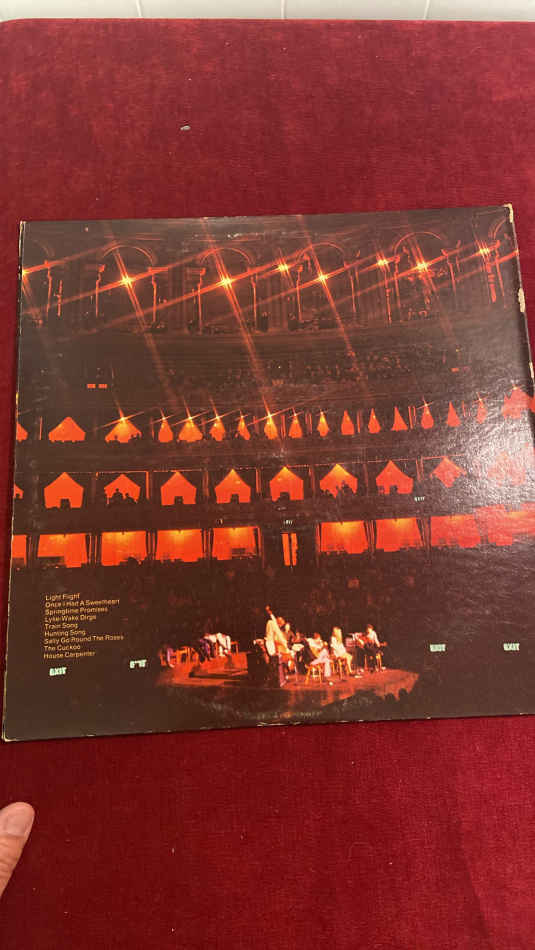 EXIT
Light Flight
Once I Had A Sweetheart
Springtime Promises
Lyke-Wake Dirge
Train Song
Hunting Song
Sally Go Round The Roses
The Cuckoo
House Carpenter
EXIT
EXIT
EXIT